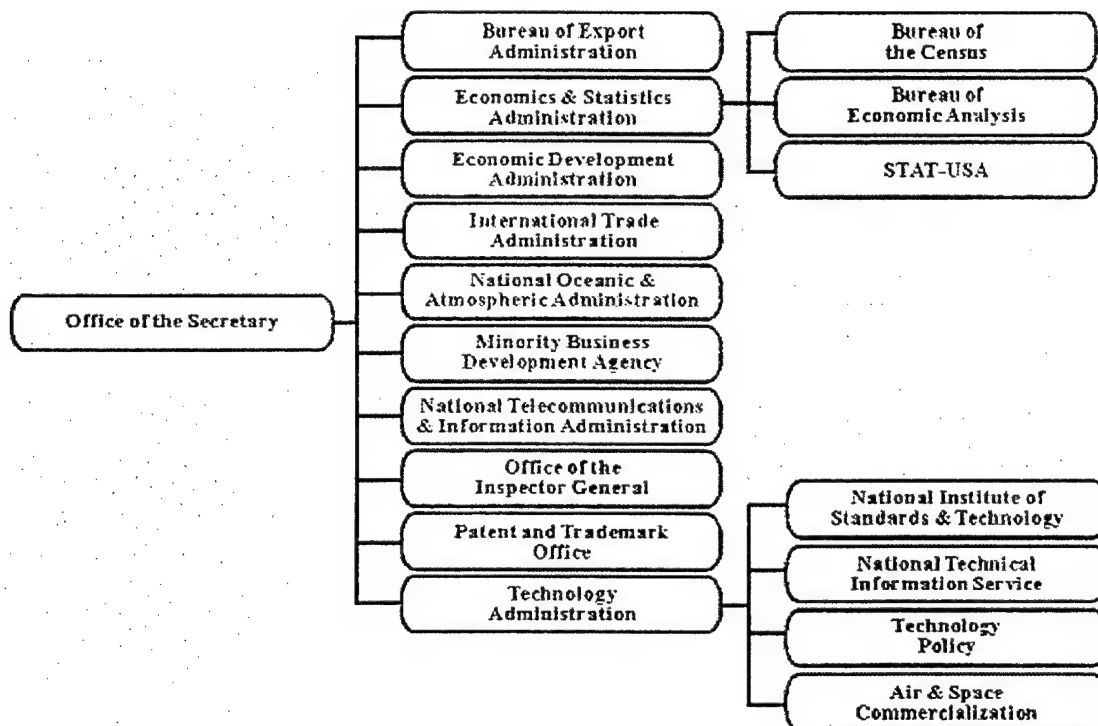 Bureau of Export
Administration
Economics & Statistics
Administration
Economic Development
Administration
International Trade
Administration
National Oceanic &
Atmospheric Administration
Office of the Secretary
Minority Business
Development Agency
National Telecommunications
& Information Administration
Office of the
Inspector General
Patent and Trademark
Office
Technology
Administration
Bureau of
the Census
Bureau of
Economic Analysis
STAT-USA
National Institute of
Standards & Technology
National Technical
Information Service
Technology
Policy
Air & Space
Commercialization